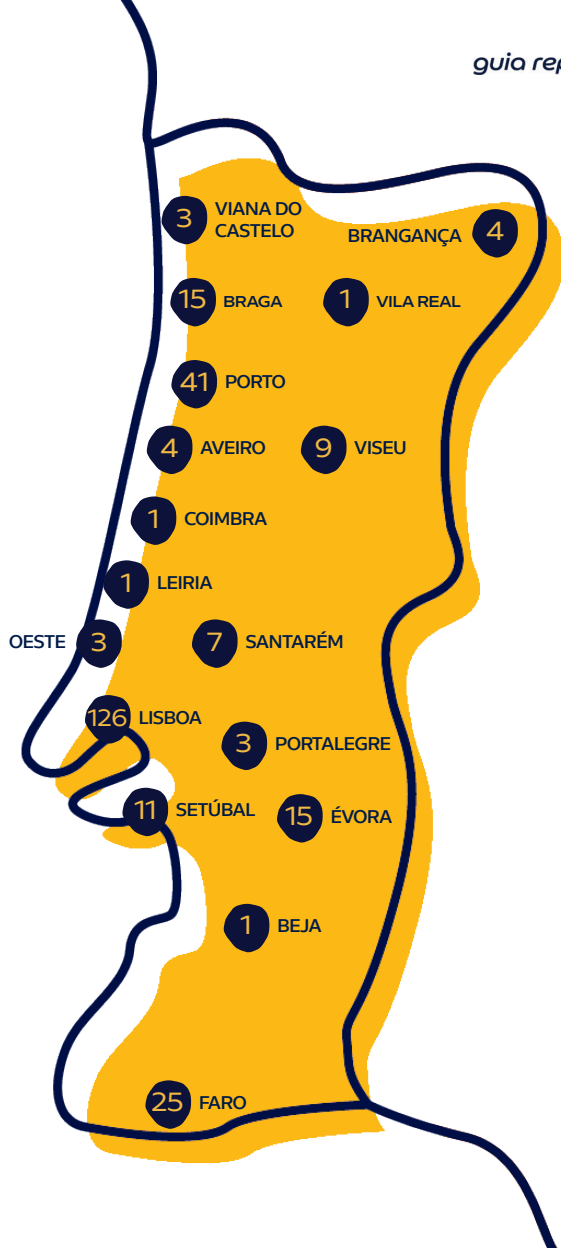 guia rep
3 VIANA DO
CASTELO
BRANGANÇA 4
15 BRAGA
1 VILA REAL
41 PORTO
4 AVEIRO
9 VISEU
1 COIMBRA
1 LEIRIA
OESTE 3
7 SANTARÉM
126 LISBOA
3 PORTALEGRE
11 SETÚBAL
15 ÉVORA
1 BEJA
25 FARO